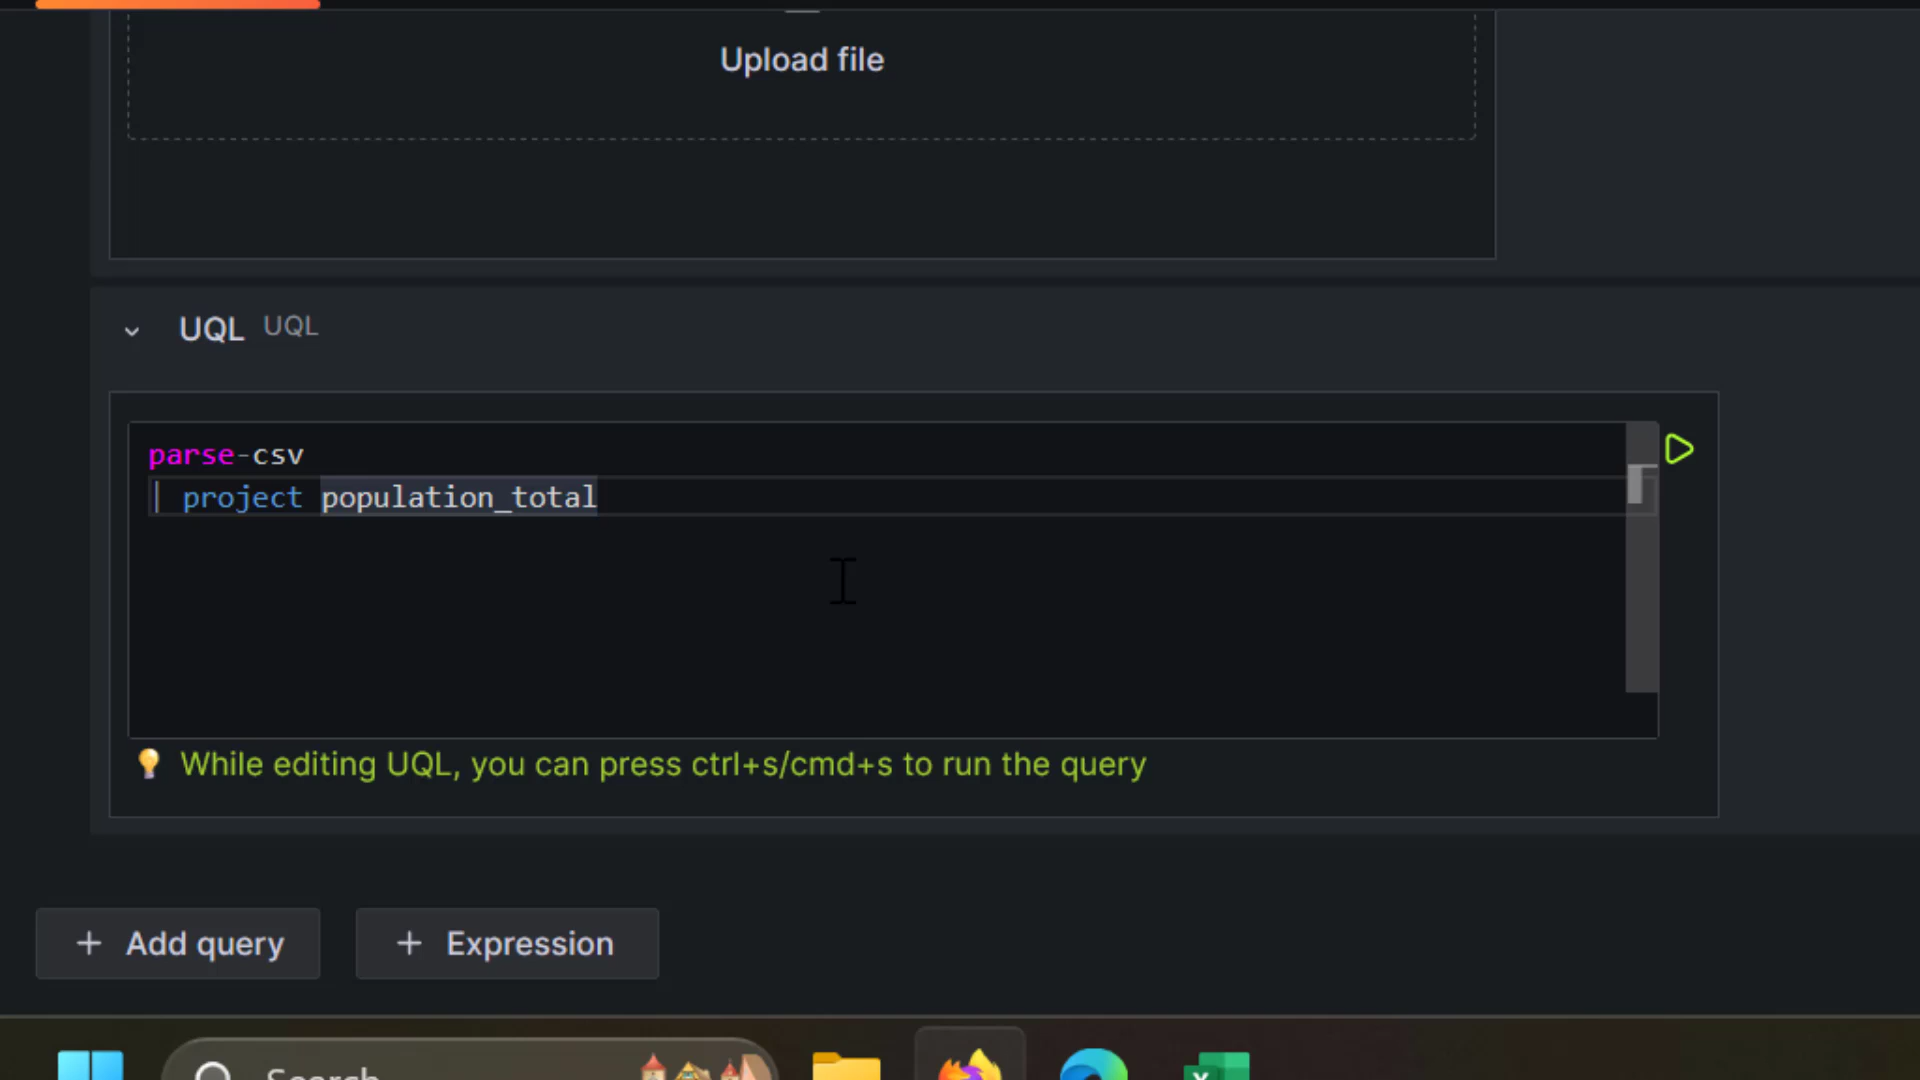 Upload file
UQL UQL
parse-csv
| project population_total
While editing UQL, you can press ctrl+s/cmd+s to run the query
+ Add query + Expression
Search